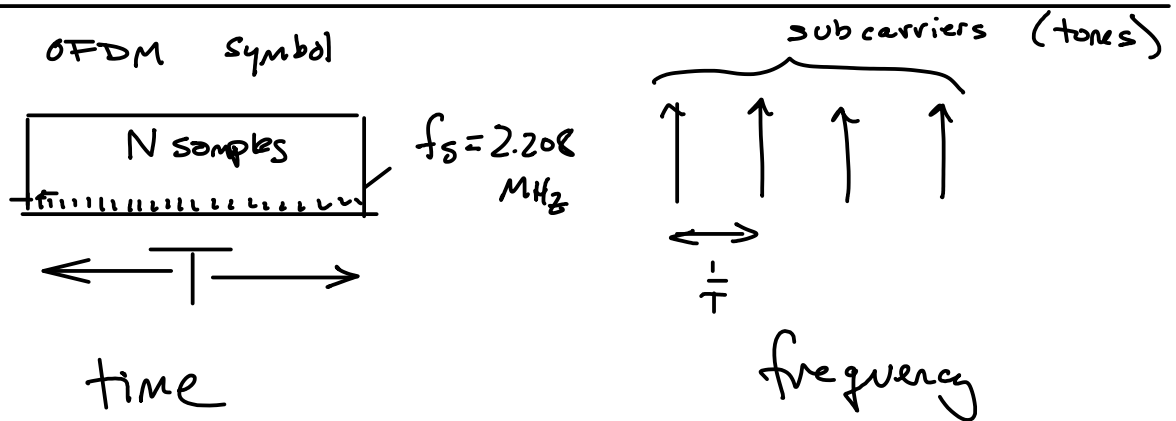 OFDM symbol
N samples
fs = 2.208
MHz
T
time
subcarriers (tones)
1/T
frequency